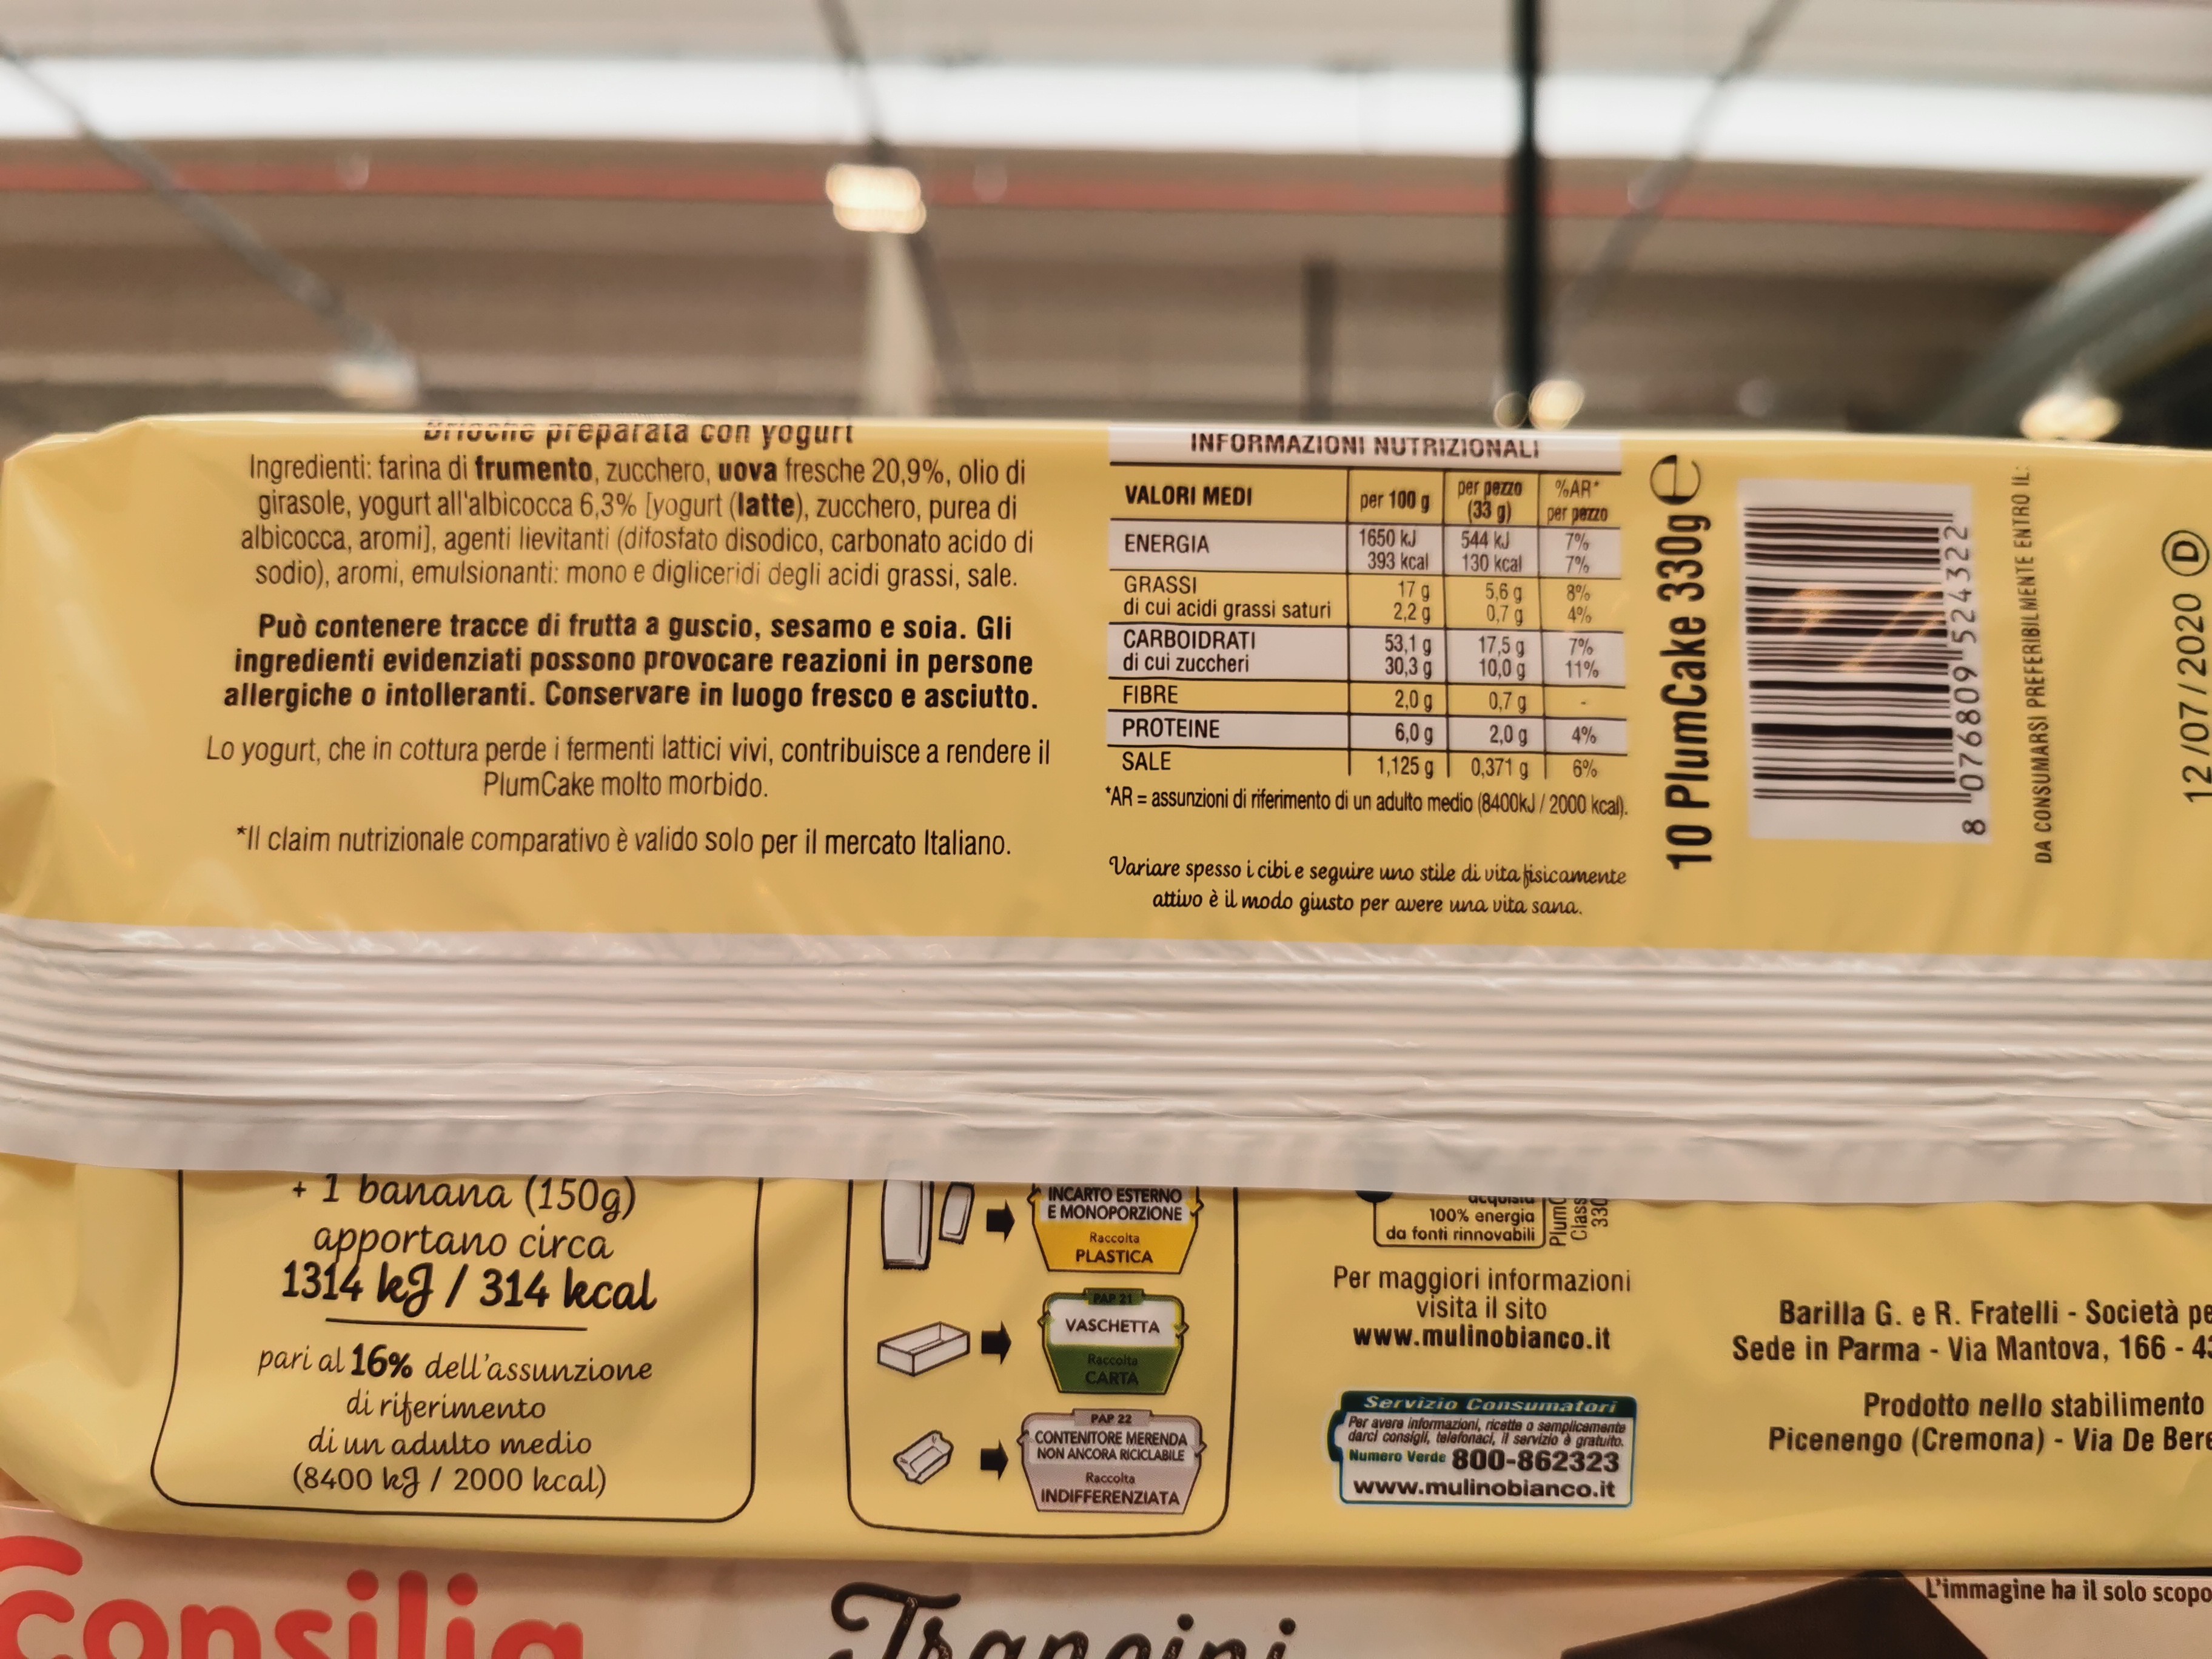 Brioche preparata con yogurt
Ingredienti: farina di frumento, zucchero, uova fresche 20,9%, olio di
girasole, yogurt all'albicocca 6,3% [yogurt (latte), zucchero, purea di
albicocca, aromi], agenti lievitanti (difosfato disodico, carbonato acido di
sodio), aromi, emulsionanti: mono e digliceridi degli acidi grassi, sale.
Può contenere tracce di frutta a guscio, sesamo e soia. Gli
ingredienti evidenziati possono provocare reazioni in persone
allergiche o intolleranti. Conservare in luogo fresco e asciutto.
Lo yogurt, che in cottura perde i fermenti lattici vivi, contribuisce a rendere il
PlumCake molto morbido.
*Il claim nutrizionale comparativo è valido solo per il mercato Italiano.
INFORMAZIONI NUTRIZIONALI
VALORI MEDI per 100 g per pezzo (33 g) %AR* per pezzo
ENERGIA 1650 kJ 544 kJ 7%
393 kcal 130 kcal 7%
GRASSI 17 g 5,6 g 8%
di cui acidi grassi saturi 2,2 g 0,7 g 4%
CARBOIDRATI 53,1 g 17,5 g 7%
di cui zuccheri 30,3 g 10,0 g 11%
FIBRE 2,0 g 0,7 g -
PROTEINE 6,0 g 2,0 g 4%
SALE 1,125 g 0,371 g 6%
*AR = assunzioni di riferimento di un adulto medio (8400kJ / 2000 kcal).
Variare spesso i cibi e seguire uno stile di vita fisicamente
attivo è il modo giusto per avere una vita sana.
10 PlumCake 330g e
8 076809 524322
DA CONSUMARSI PREFERIBILMENTE ENTRO IL:
12/07/2020 D
+ 1 banana (150g)
apportano circa
1314 kJ / 314 kcal
pari al 16% dell'assunzione
di riferimento
di un adulto medio
(8400 kJ / 2000 kcal)
INCARTO ESTERNO
E MONOPORZIONE
Raccolta
PLASTICA
PAP 21
VASCHETTA
Raccolta
CARTA
PAP 22
CONTENITORE MERENDA
NON ANCORA RICICLABILE
Raccolta
INDIFFERENZIATA
acquista
100% energia
da fonti rinnovabili
PlumC
Class
330
Per maggiori informazioni
visita il sito
www.mulinobianco.it
Servizio Consumatori
Per avere informazioni, ricette o semplicemente
darci consigli, telefonaci, il servizio è gratuito.
Numero Verde 800-862323
www.mulinobianco.it
Barilla G. e R. Fratelli - Società pe
Sede in Parma - Via Mantova, 166 - 43
Prodotto nello stabilimento
Picenengo (Cremona) - Via De Bere
Consilia
Trancini
L'immagine ha il solo scopo